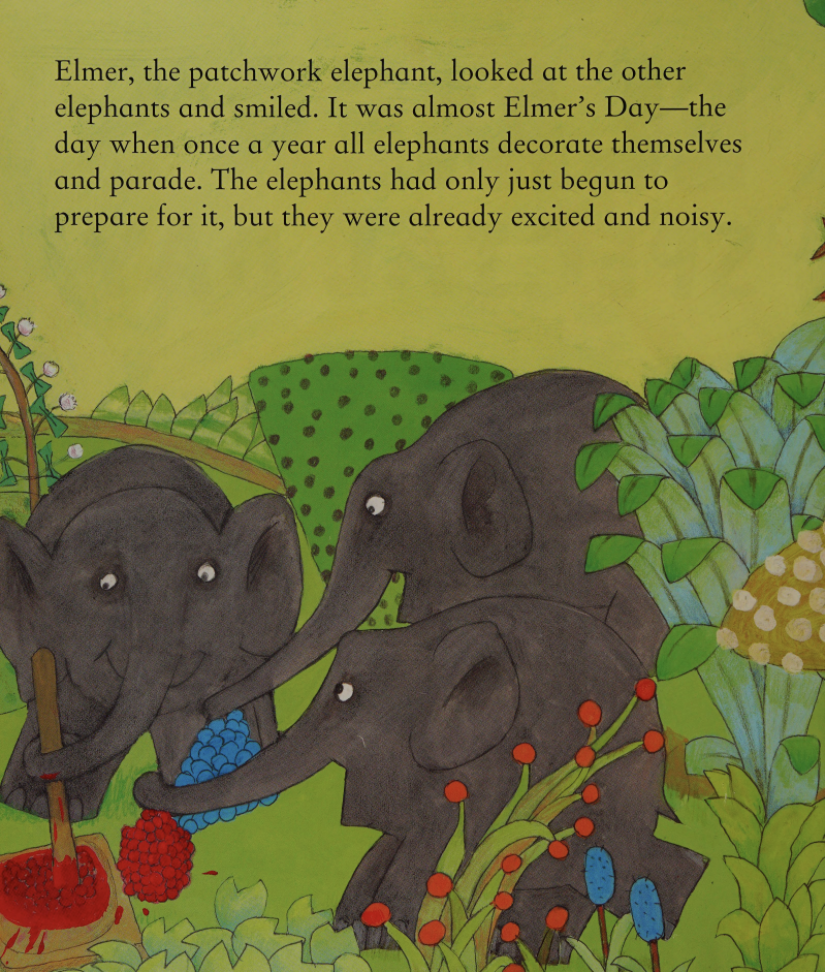 Elmer, the patchwork elephant, looked at the other
elephants and smiled. It was almost Elmer's Day—the
day when once a year all elephants decorate themselves
and parade. The elephants had only just begun to
prepare for it, but they were already excited and noisy.